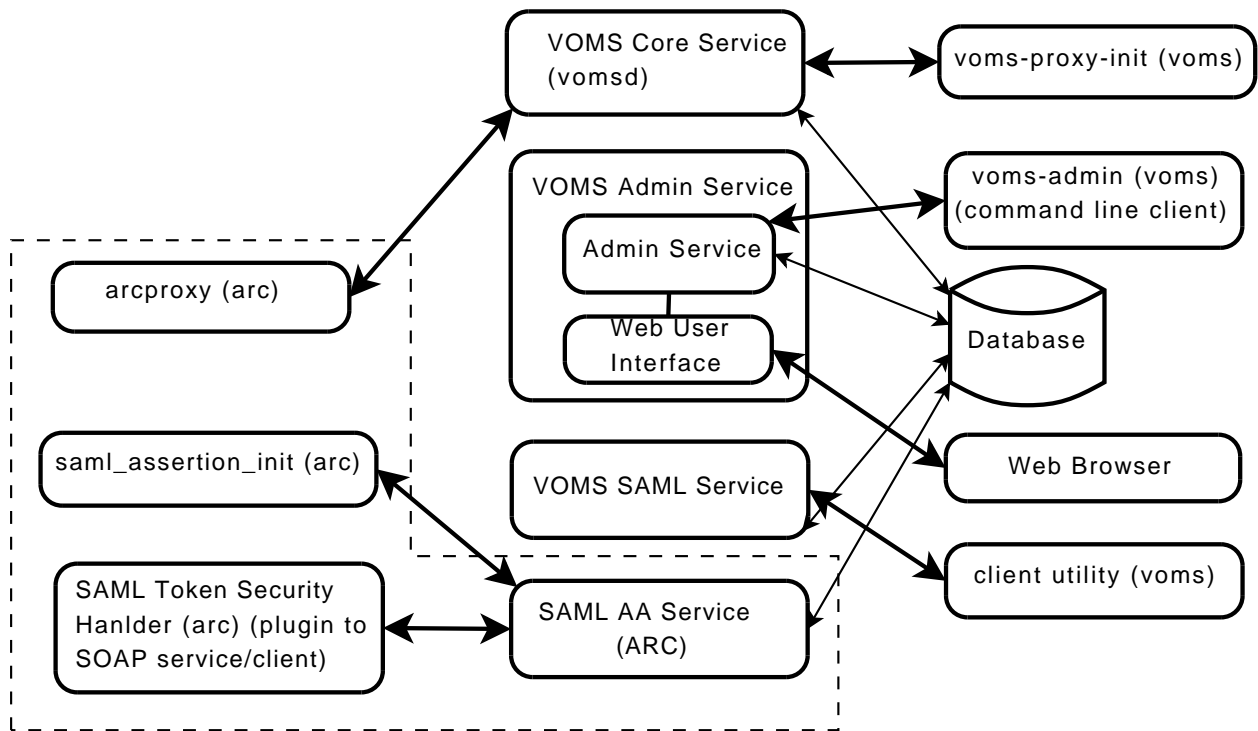 VOMS Core Service
(vomsd)
voms-proxy-init (voms)
VOMS Admin Service
voms-admin (voms)
(command line client)
Admin Service
arcproxy (arc)
Web User
Interface
Database
saml_assertion_init (arc)
VOMS SAML Service
Web Browser
SAML Token Security
Hanlder (arc) (plugin to
SOAP service/client)
SAML AA Service
(ARC)
client utility (voms)